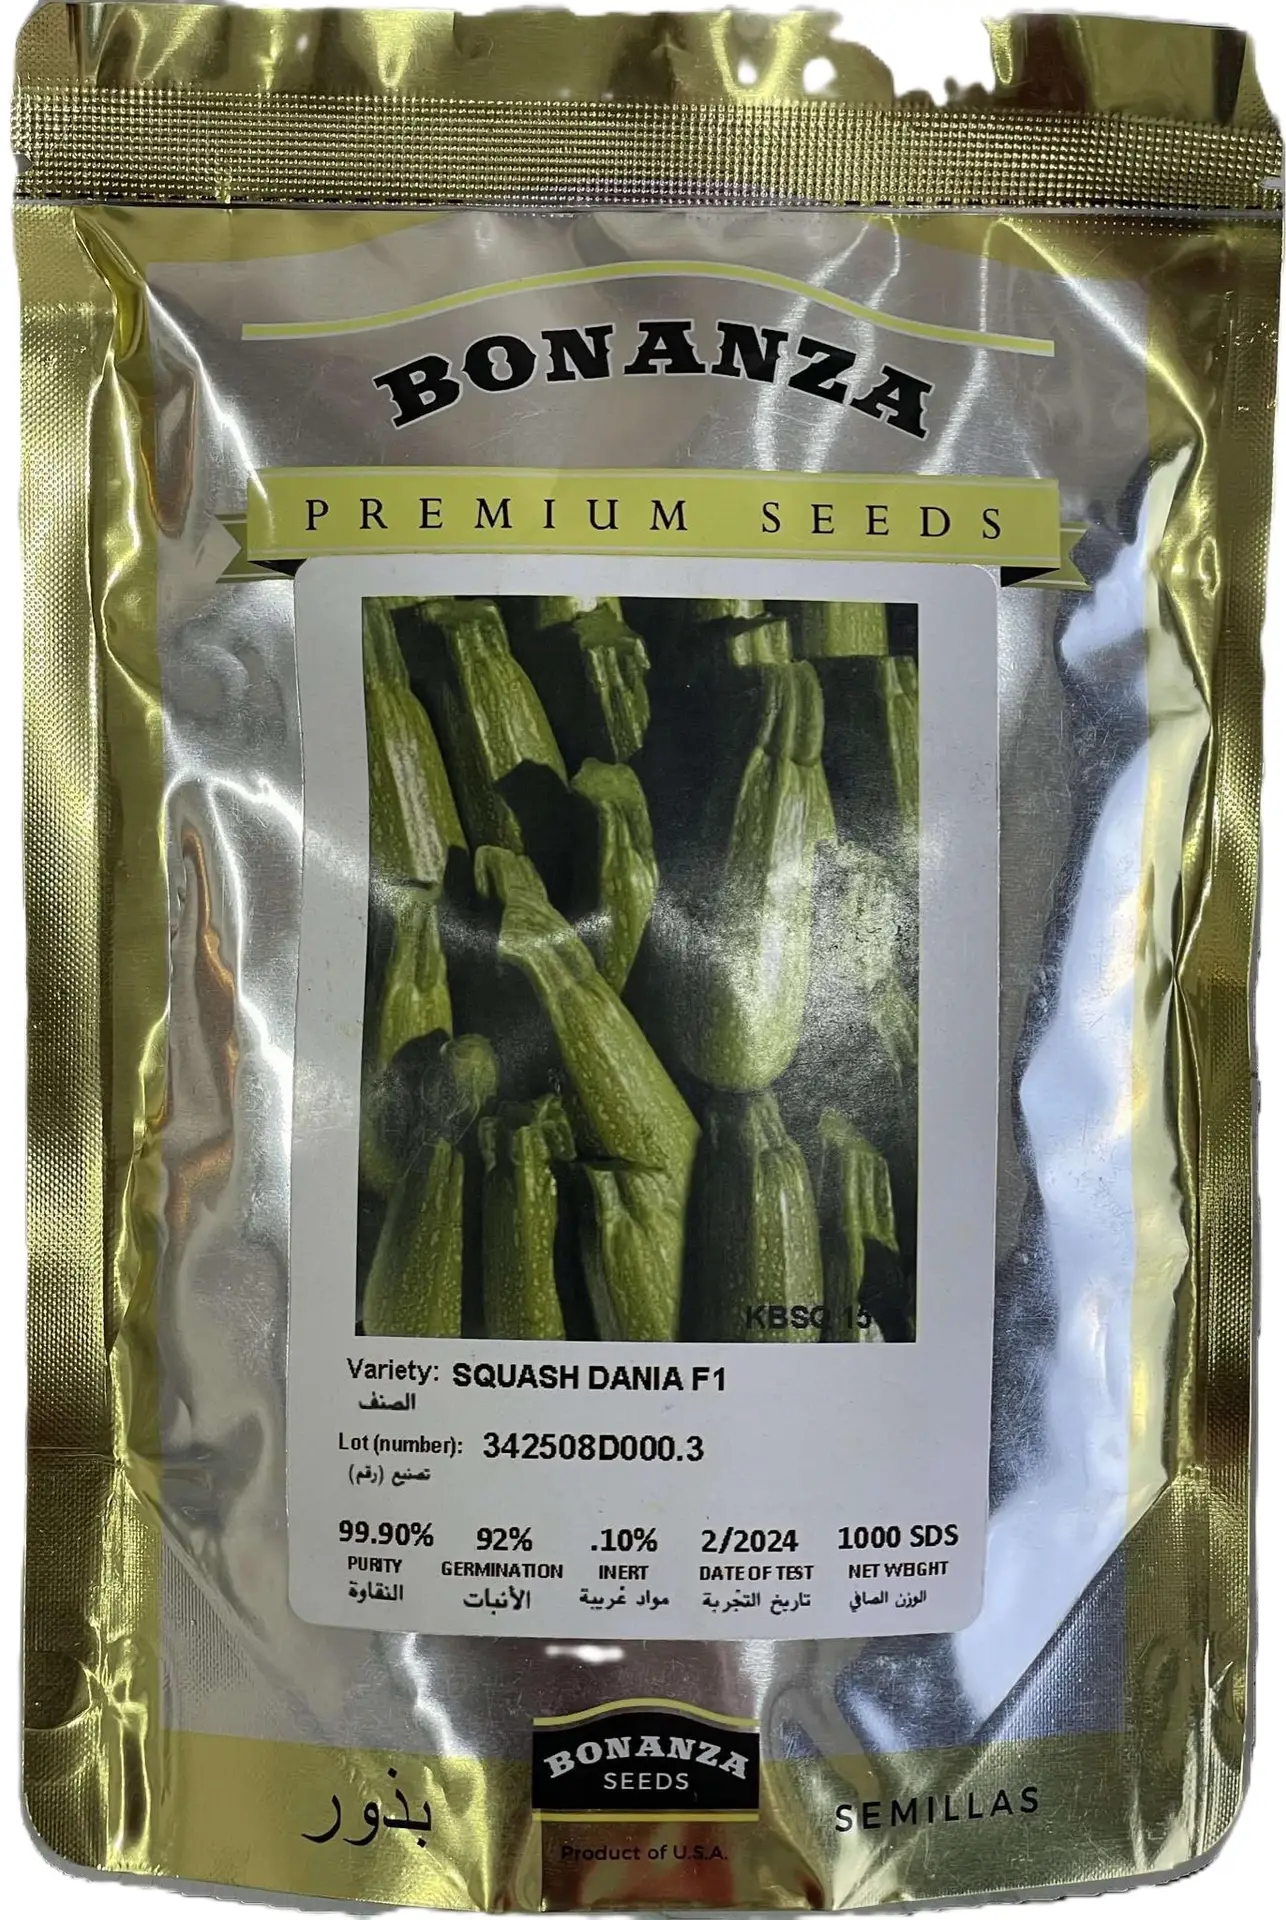 BONANZA
PREMIUM SEEDS
KBSQ 15
Variety: SQUASH DANIA F1
الصنف
Lot (number): 342508D000.3
تصنيع (رقم)
99.90% 92% .10% 2/2024 1000 SDS
PURITY GERMINATION INERT DATE OF TEST NET WEIGHT
النقاوة الأنبات مواد غريبة تاريخ التجربة الوزن الصافي
BONANZA
SEEDS
بذور
SEMILLAS
Product of U.S.A.